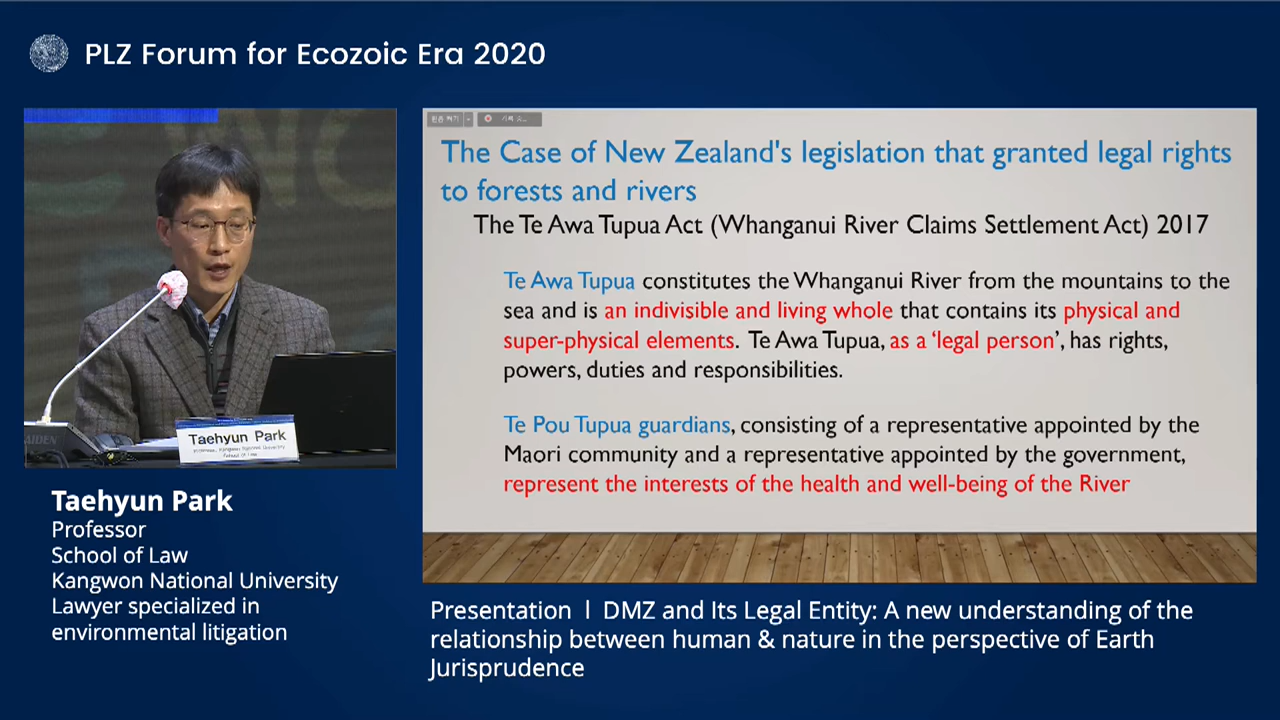 PLZ Forum for Ecozoic Era 2020
The Case of New Zealand's legislation that granted legal rights
to forests and rivers
The Te Awa Tupua Act (Whanganui River Claims Settlement Act) 2017
Te Awa Tupua constitutes the Whanganui River from the mountains to the
sea and is an indivisible and living whole that contains its physical and
super-physical elements. Te Awa Tupua, as a ‘legal person’, has rights,
powers, duties and responsibilities.
Te Pou Tupua guardians, consisting of a representative appointed by the
Maori community and a representative appointed by the government,
represent the interests of the health and well-being of the River
Taehyun Park
Taehyun Park
Professor
School of Law
Kangwon National University
Lawyer specialized in
environmental litigation
Presentation l DMZ and Its Legal Entity: A new understanding of the
relationship between human & nature in the perspective of Earth
Jurisprudence